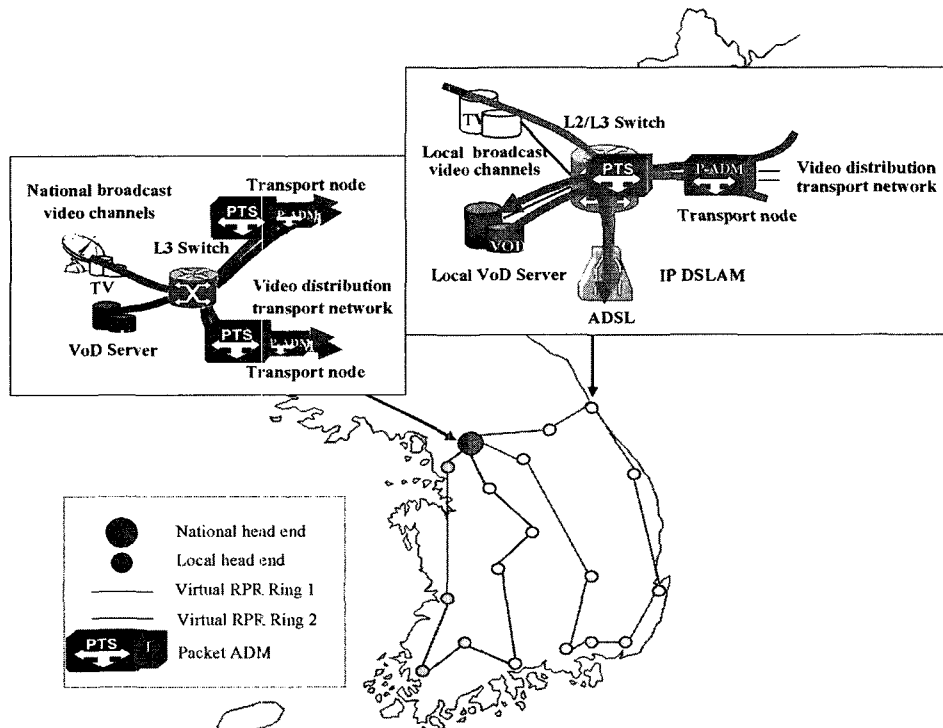 National broadcast
video channels
TV
VoD Server
L3 Switch
PTS
P-ADM
Transport node
Video distribution
transport network
PTS
P-ADM
Transport node
TV
Local broadcast
video channels
L2/L3 Switch
PTS
P-ADM
Video distribution
transport network
Transport node
VOD
Local VoD Server
IP DSLAM
ADSL
National head end
Local head end
Virtual RPR Ring 1
Virtual RPR Ring 2
PTS
Packet ADM